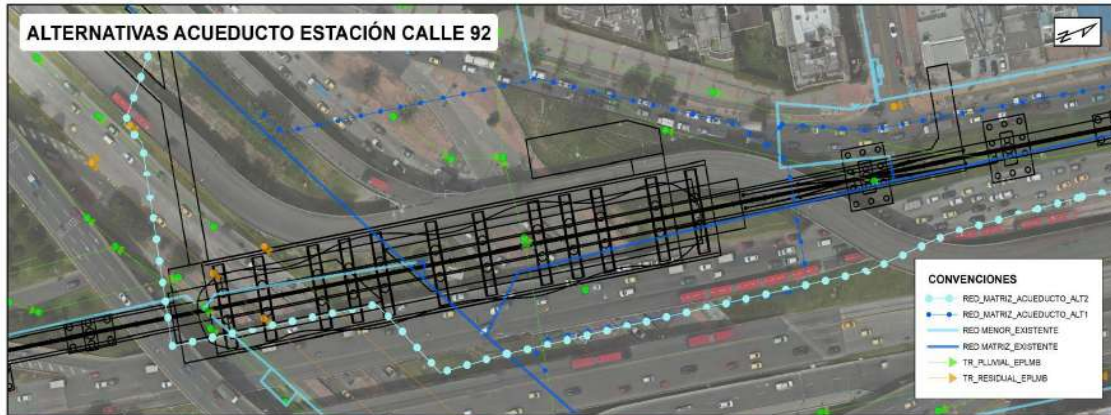 ALTERNATIVAS ACUEDUCTO ESTACIÓN CALLE 92
CONVENCIONES
RED_MATRIZ_ACUEDUCTO_ALT2
RED_MATRIZ_ACUEDUCTO_ALT1
RED MENOR_EXISTENTE
RED MATRIZ_EXISTENTE
TR_PLUVIAL_EPLMB
TR_RESIDUAL_EPLMB